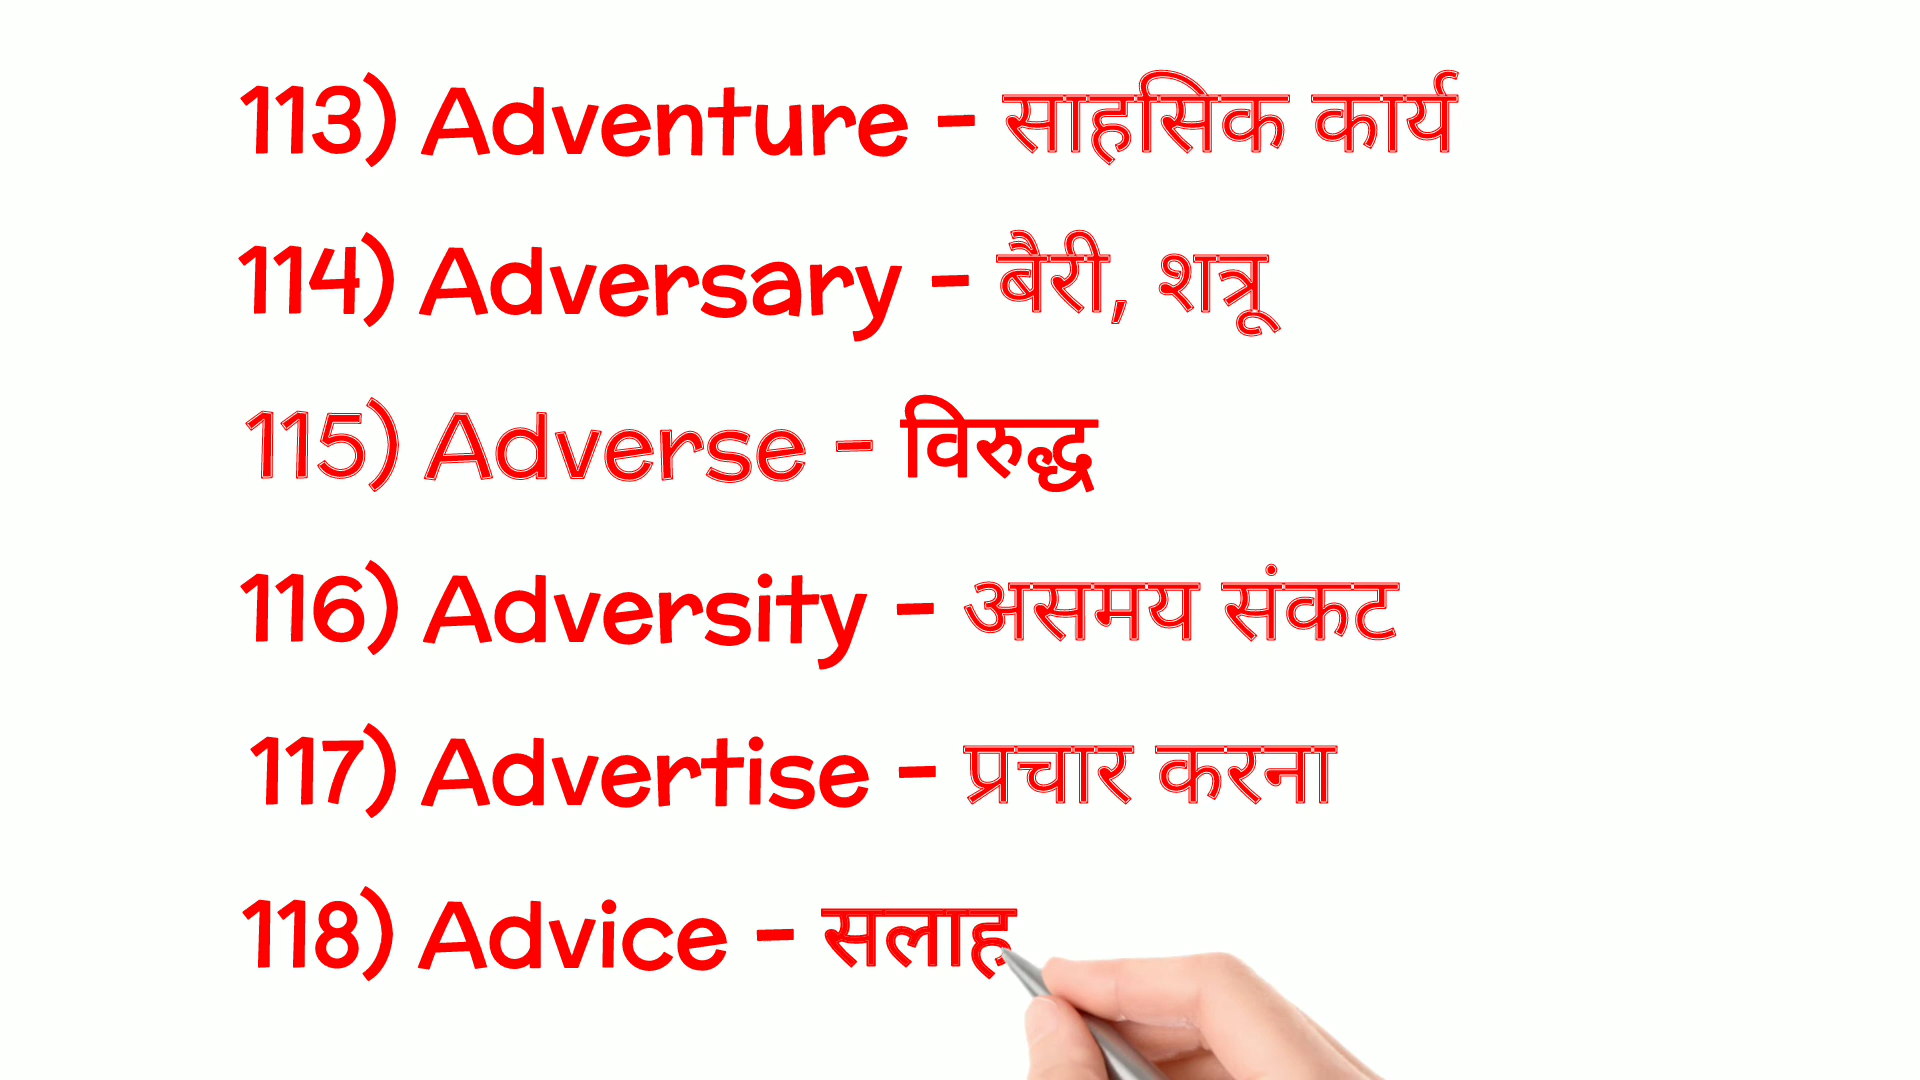 113) Adventure - साहसिक कार्य
114) Adversary - बैरी, शत्रू
115) Adverse - विरुद्ध
116) Adversity - असमय संकट
117) Advertise - प्रचार करना
118) Advice - सलाह